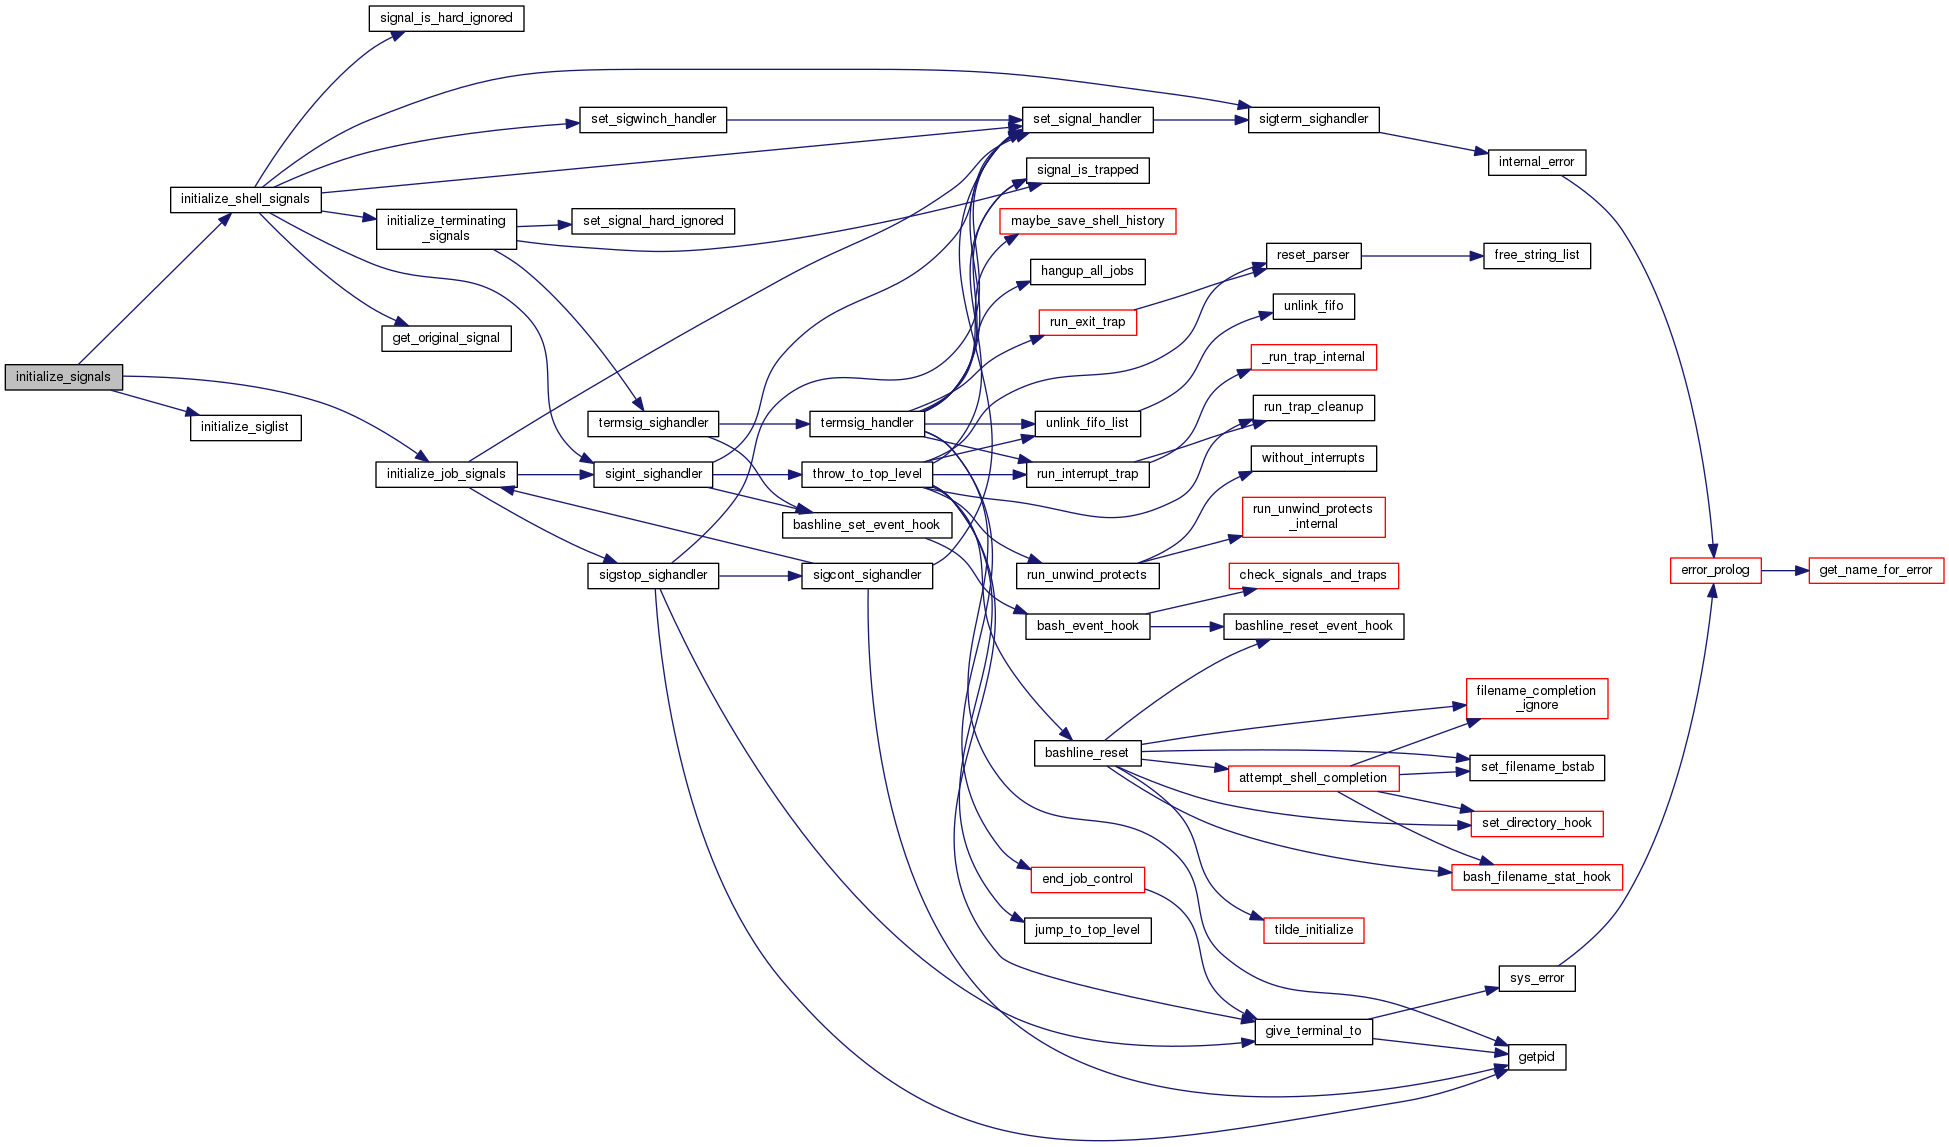 signal_is_hard_ignored
set_sigwinch_handler
set_signal_handler
sigterm_sighandler
internal_error
signal_is_trapped
initialize_shell_signals
initialize_terminating
_signals
set_signal_hard_ignored
maybe_save_shell_history
reset_parser
free_string_list
hangup_all_jobs
unlink_fifo
run_exit_trap
get_original_signal
_run_trap_internal
initialize_signals
run_trap_cleanup
initialize_siglist
termsig_sighandler
termsig_handler
unlink_fifo_list
without_interrupts
initialize_job_signals
sigint_sighandler
throw_to_top_level
run_interrupt_trap
run_unwind_protects
_internal
bashline_set_event_hook
sigstop_sighandler
sigcont_sighandler
run_unwind_protects
check_signals_and_traps
error_prolog
get_name_for_error
bash_event_hook
bashline_reset_event_hook
filename_completion
_ignore
bashline_reset
set_filename_bstab
attempt_shell_completion
set_directory_hook
end_job_control
bash_filename_stat_hook
jump_to_top_level
tilde_initialize
sys_error
give_terminal_to
getpid